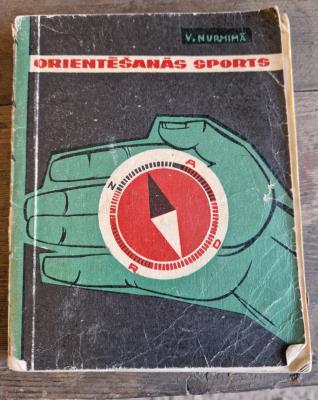 V. NURMIMĀ
ORIENTĒŠANĀS SPORTS
Z
A
D
R